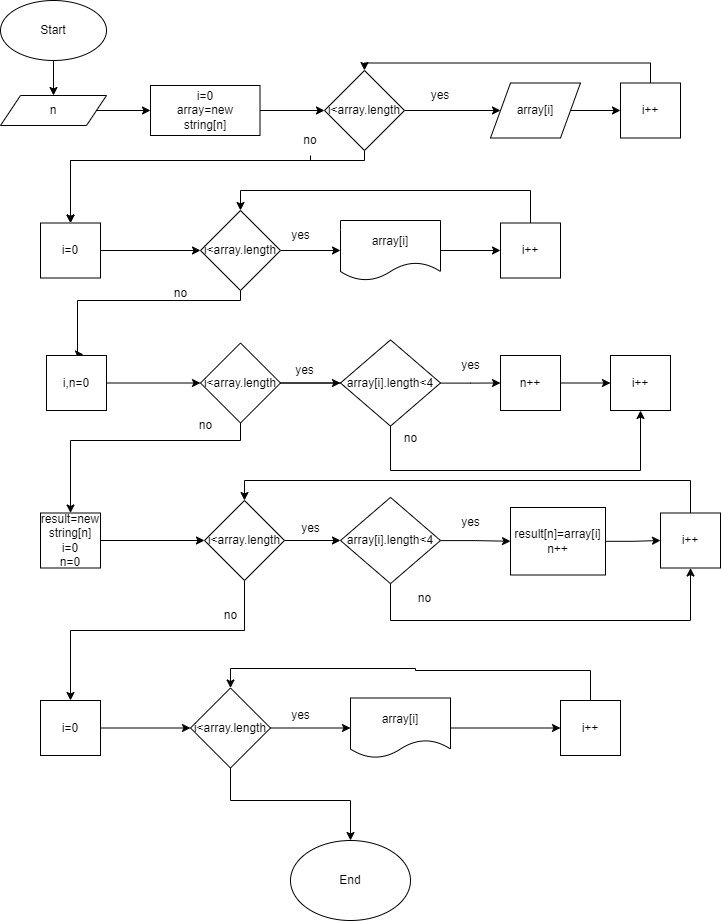 Start
n
i=0
array=new
string[n]
i<array.length
yes
array[i]
i++
no
i=0
i<array.length
yes
array[i]
i++
no
i,n=0
i<array.length
yes
array[i].length<4
yes
n++
i++
no
no
result=new
string[n]
i=0
n=0
i<array.length
yes
array[i].length<4
yes
result[n]=array[i]
n++
i++
no
no
i=0
i<array.length
yes
array[i]
i++
End